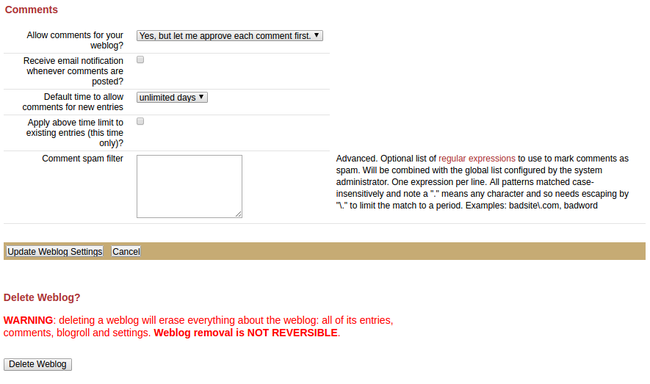 Comments
Allow comments for your
weblog?
Yes, but let me approve each comment first.
Receive email notification
whenever comments are
posted?
Default time to allow
comments for new entries
unlimited days
Apply above time limit to
existing entries (this time
only)?
Comment spam filter
Advanced. Optional list of regular expressions to use to mark comments as
spam. Will be combined with the global list configured by the system
administrator. One expression per line. All patterns matched case-
insensitively and note a "." means any character and so needs escaping by
"\." to limit the match to a period. Examples: badsite\.com, badword
Update Weblog Settings Cancel
Delete Weblog?
WARNING: deleting a weblog will erase everything about the weblog: all of its entries,
comments, blogroll and settings. Weblog removal is NOT REVERSIBLE.
Delete Weblog